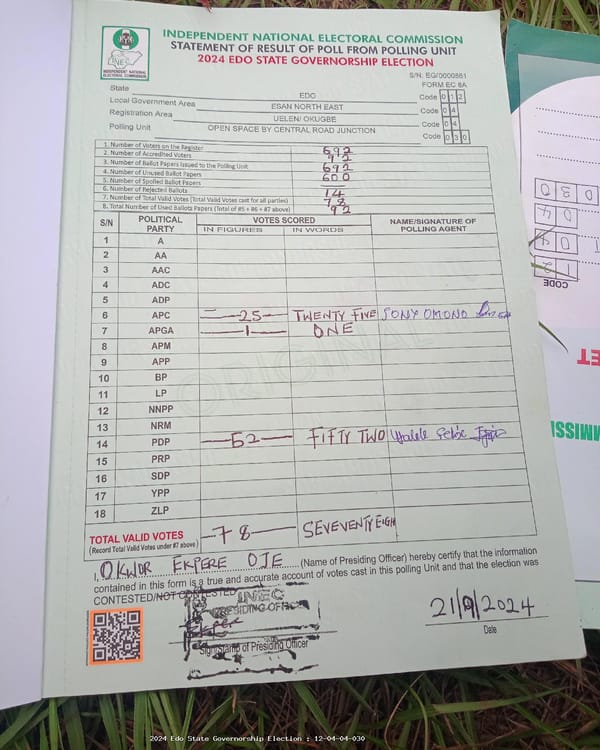 INDEPENDENT NATIONAL ELECTORAL COMMISSION
STATEMENT OF RESULT OF POLL FROM POLLING UNIT
2024 EDO STATE GOVERNORSHIP ELECTION
INEC
INDEPENDENT NATIONAL
ELECTORAL COMMISSION
S/N: EG/0000561
FORM EC 8A
State EDO Code 0 1 2
Local Government Area ESAN NORTH EAST Code 0 4
Registration Area UELEN/ OKUGBE Code 0 4
Polling Unit OPEN SPACE BY CENTRAL ROAD JUNCTION Code 0 3 0
1. Number of Voters on the Register 692
2. Number of Accredited Voters 92
3. Number of Ballot Papers Issued to the Polling Unit 692
4. Number of Unused Ballot Papers 600
5. Number of Spoiled Ballot Papers —
6. Number of Rejected Ballots 14
7. Number of Total Valid Votes (Total Valid Votes cast for all parties) 78
8. Total Number of Used Ballots Papers (Total of #5 + #6 + #7 above) 92
S/N POLITICAL PARTY VOTES SCORED NAME/SIGNATURE OF POLLING AGENT
IN FIGURES IN WORDS
1 A
2 AA
3 AAC
4 ADC
5 ADP
6 APC 25 TWENTY FIVE SONY OMONO
7 APGA 1 ONE
8 APM
9 APP
10 BP
11 LP
12 NNPP
13 NRM
14 PDP 52 FIFTY TWO
15 PRP
16 SDP
17 YPP
18 ZLP
ORIGINAL
TOTAL VALID VOTES 78 SEVEVENTY EIGH
(Record Total Valid Votes under #7 above)
I, OKWOR EKPERE OJE (Name of Presiding Officer) hereby certify that the information
contained in this form is a true and accurate account of votes cast in this polling Unit and that the election was
CONTESTED/NOT CONTESTED
INEC
PRESIDING OFFICER
Sign/Stamp of Presiding Officer
21/9/2024
Date
CODE
2024 Edo State Governorship Election : 12-04-04-030